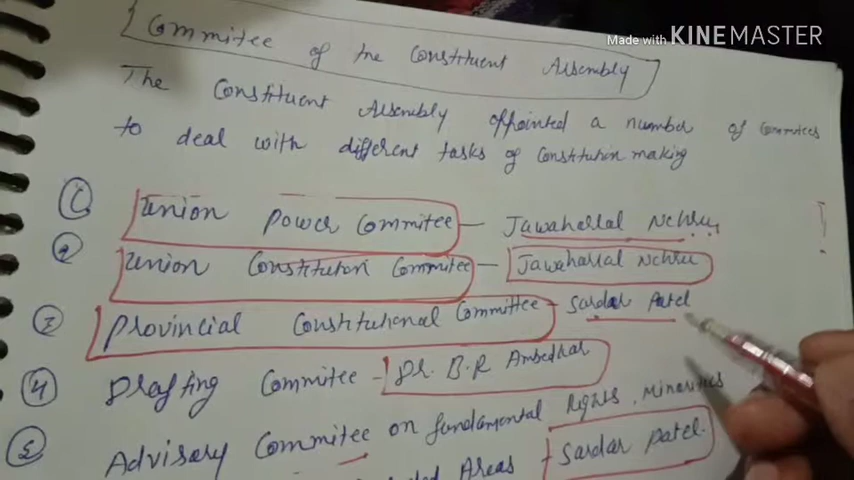 Made with KINEMASTER
Commitee of the Constituent Assembly
The Constituent Assembly appointed a number of Commitees
to deal with different tasks of Constitution making
1 Union Power Commitee - Jawaharlal Nehru
2 Union Constitution Commitee - Jawaharlal Nehru
3 Provincial Constitutional Committee - Sardar Patel
4 Drafting Commitee - Dr. B.R Ambedkar
5 Advisory Commitee on fundamental Rights, Minorities
Areas - Sardar Patel.